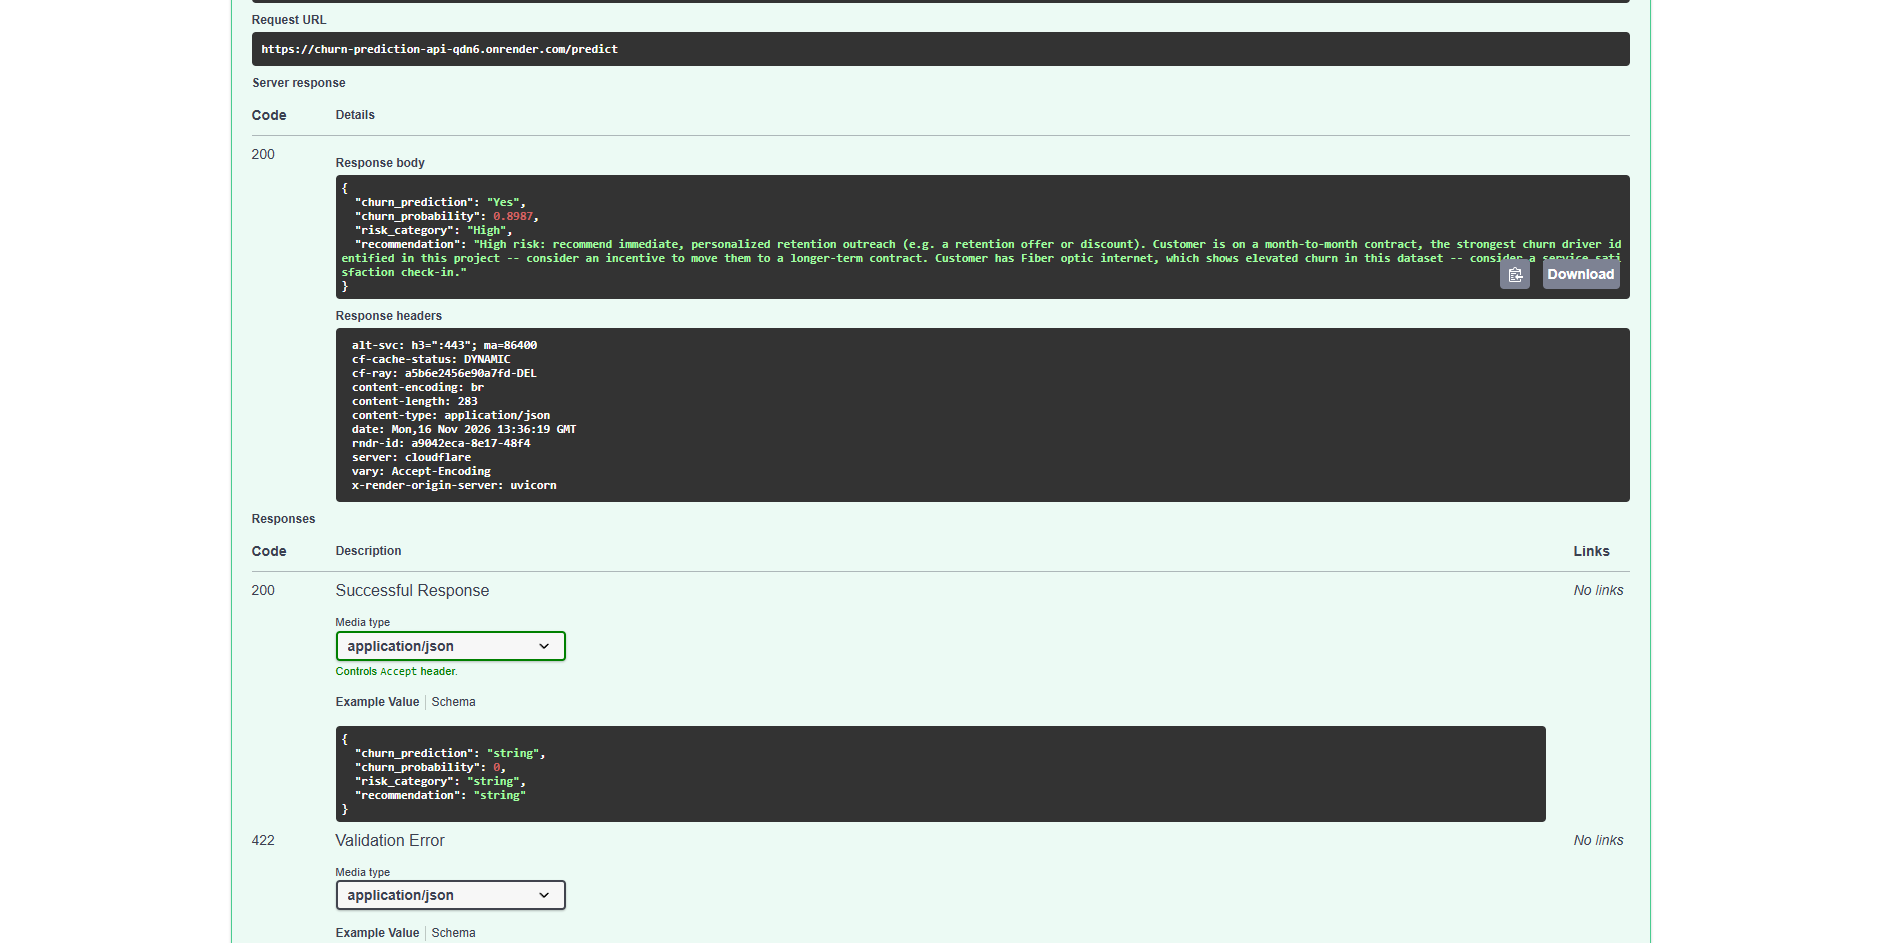 Request URL
https://churn-prediction-api-qdn6.onrender.com/predict
Server response
Code Details
200
Response body
{
  "churn_prediction": "Yes",
  "churn_probability": 0.8987,
  "risk_category": "High",
  "recommendation": "High risk: recommend immediate, personalized retention outreach (e.g. a retention offer or discount). Customer is on a month-to-month contract, the strongest churn driver id
entified in this project -- consider an incentive to move them to a longer-term contract. Customer has Fiber optic internet, which shows elevated churn in this dataset -- consider a service sati
sfaction check-in."
}
Download
Response headers
alt-svc: h3=":443"; ma=86400
cf-cache-status: DYNAMIC
cf-ray: a5b6e2456e90a7fd-DEL
content-encoding: br
content-length: 283
content-type: application/json
date: Mon,16 Nov 2026 13:36:19 GMT
rndr-id: a9042eca-8e17-48f4
server: cloudflare
vary: Accept-Encoding
x-render-origin-server: uvicorn
Responses
Code Description Links
200 Successful Response No links
Media type
application/json
Controls Accept header.
Example Value Schema
{
  "churn_prediction": "string",
  "churn_probability": 0,
  "risk_category": "string",
  "recommendation": "string"
}
422 Validation Error No links
Media type
application/json
Example Value Schema